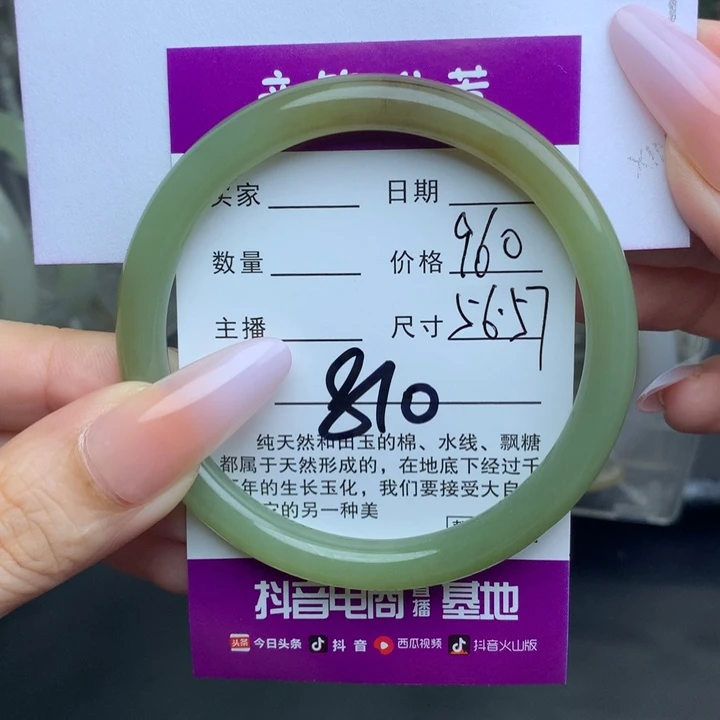 买家 日期
数量 价格 960
主播 尺寸 56.57
810
纯天然和田玉的棉、水线、飘糖
都属于天然形成的，在地底下经过千
年的生长玉化，我们要接受大自
的另一种美
抖音电商直播基地
头条 今日头条 抖音 西瓜视频 抖音火山版